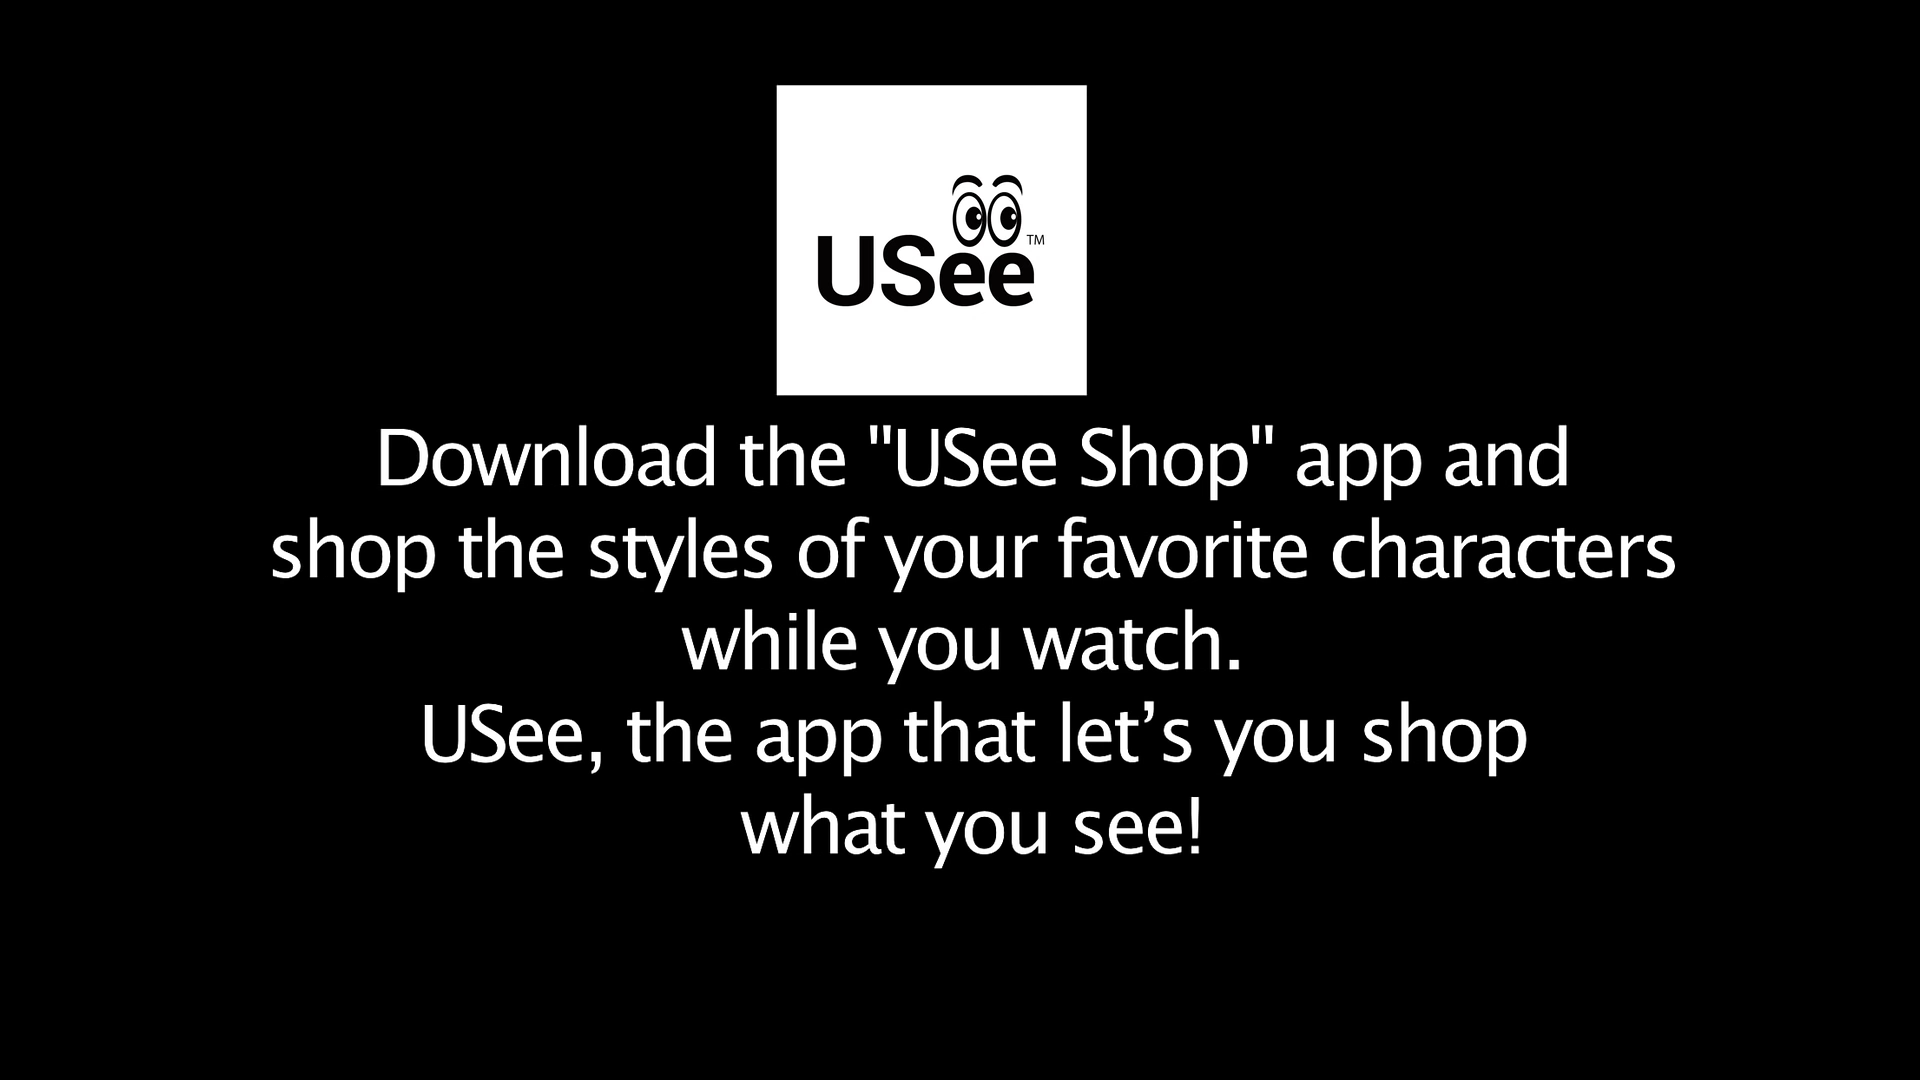 USee™
Download the "USee Shop" app and
shop the styles of your favorite characters
while you watch.
USee, the app that let’s you shop
what you see!